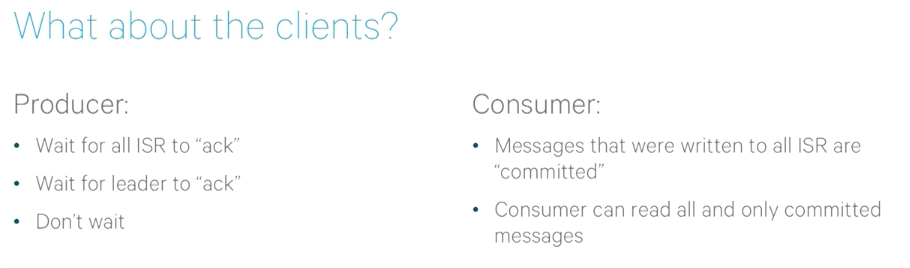 What about the clients?
Producer:
• Wait for all ISR to “ack”
• Wait for leader to “ack”
• Don’t wait
Consumer:
• Messages that were written to all ISR are
“committed”
• Consumer can read all and only committed
messages